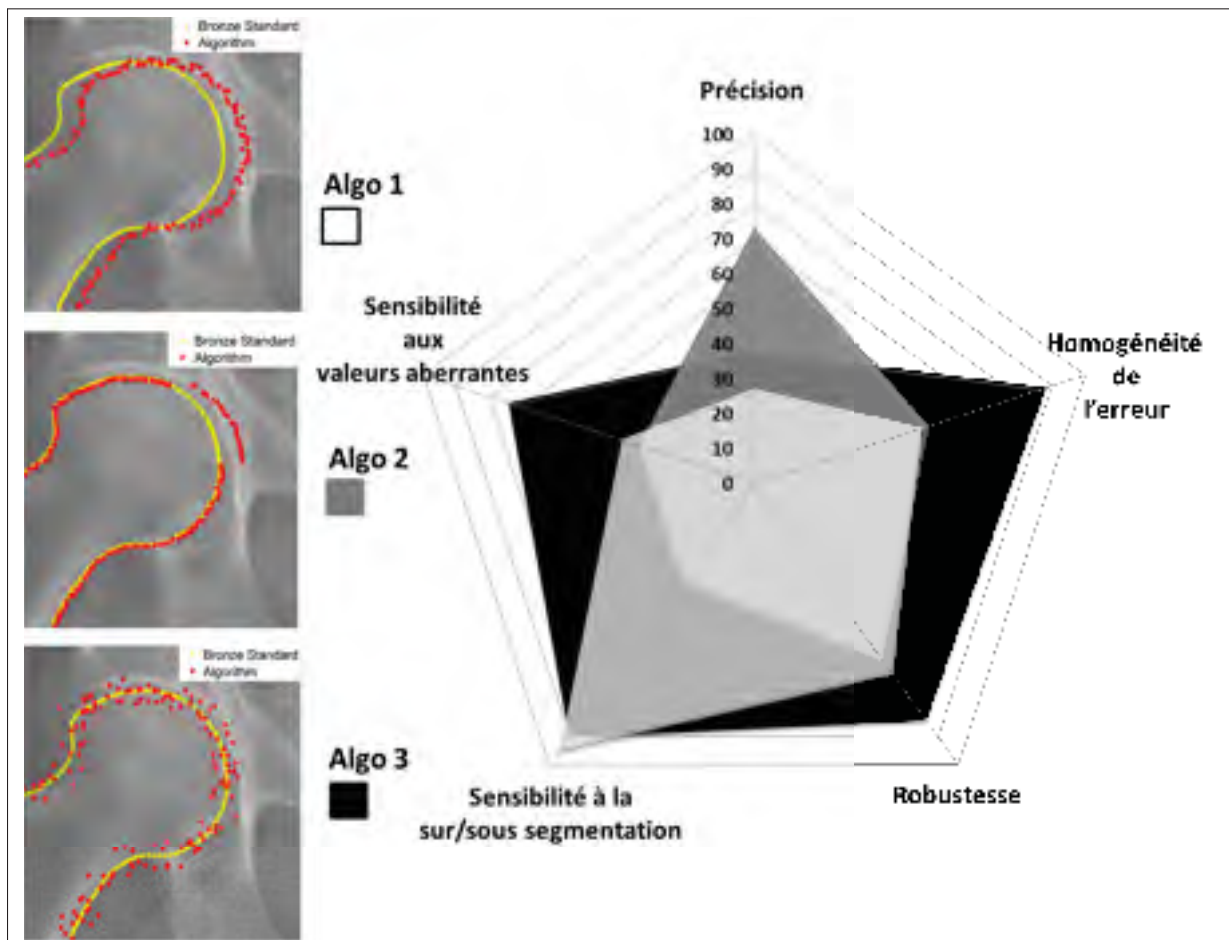 Bronze Standard
Algorithm
Algo 1
Bronze Standard
Algorithm
Algo 2
Bronze Standard
Algorithm
Algo 3
Précision
100
90
80
70
60
50
40
30
20
10
0
Homogénéité
de
l'erreur
Robustesse
Sensibilité à la
sur/sous segmentation
Sensibilité
aux
valeurs aberrantes